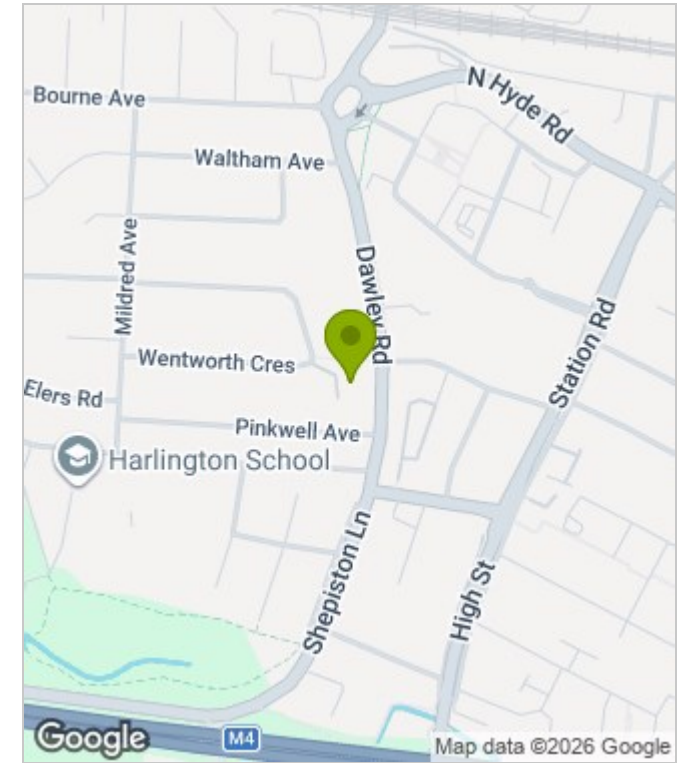 N Hyde Rd
Bourne Ave
Waltham Ave
Mildred Ave
Dawley Rd
Station Rd
Wentworth Cres
Elers Rd
Pinkwell Ave
Harlington School
Shepiston Ln
High St
M4
Google
Map data ©2026 Google